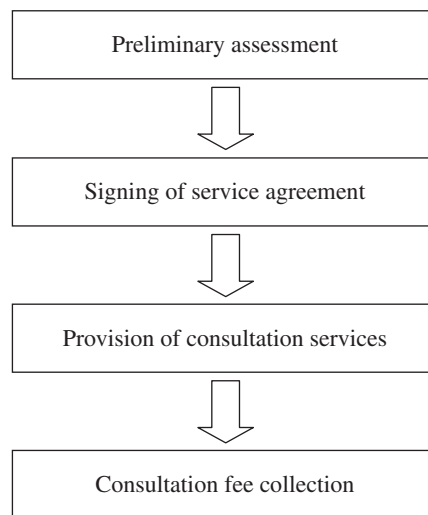 Preliminary assessment
Signing of service agreement
Provision of consultation services
Consultation fee collection